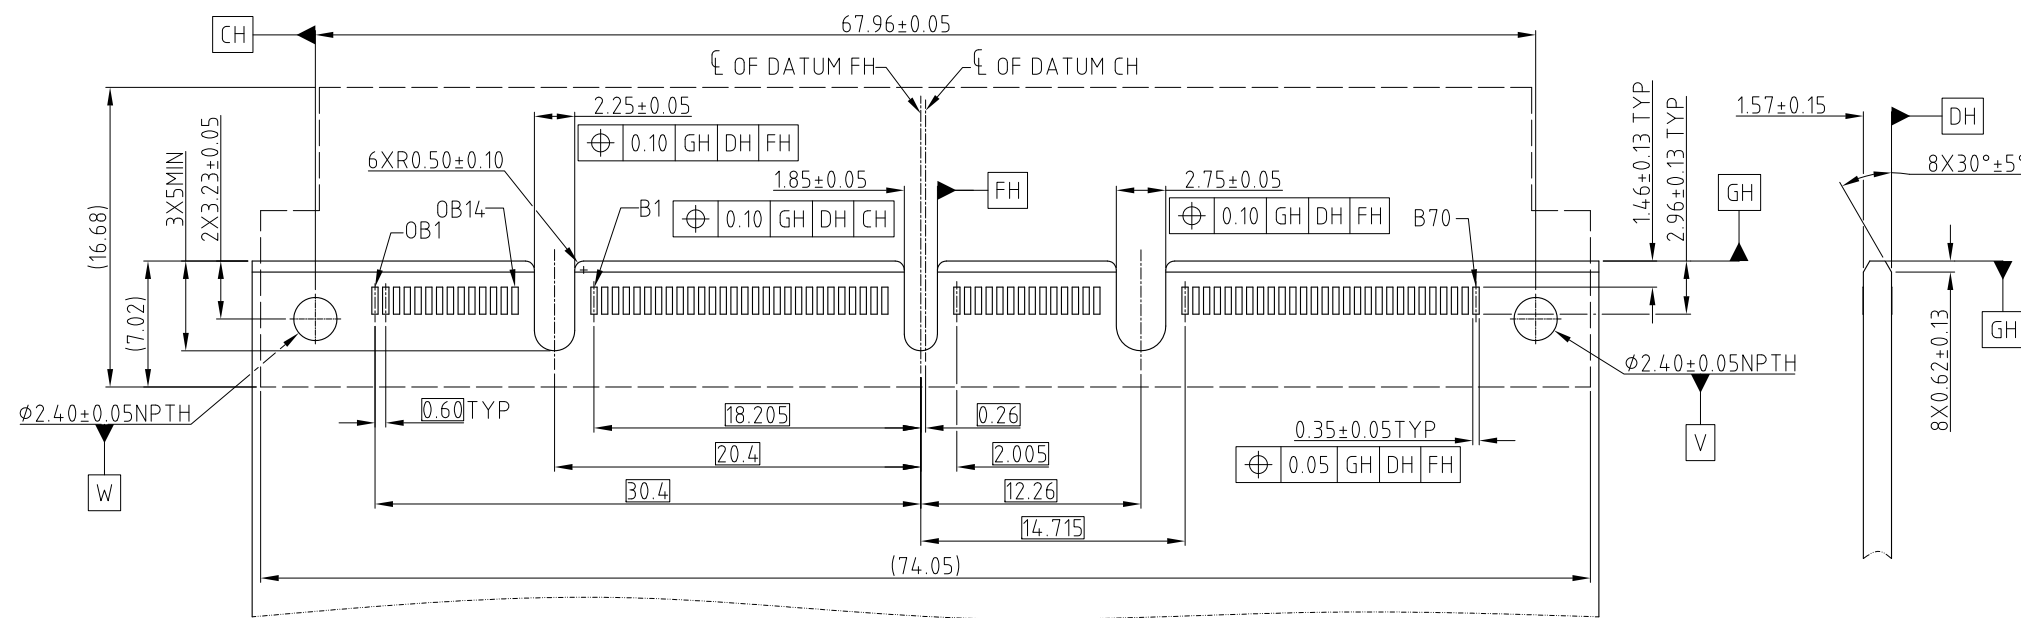 CH
67.96±0.05
℄ OF DATUM FH
℄ OF DATUM CH
2.25±0.05
⌖ 0.10 GH DH FH
6XR0.50±0.10
1.85±0.05
⌖ 0.10 GH DH CH
FH
2.75±0.05
⌖ 0.10 GH DH FH
(16.68)
3X5MIN
2X3.23±0.05
(7.02)
OB1
OB14
B1
B70
1.46±0.13 TYP
2.96±0.13 TYP
GH
1.57±0.15
DH
8X30°±5°
GH
8X0.62±0.13
⌀2.40±0.05NPTH
W
⌀2.40±0.05NPTH
V
0.60 TYP
18.205
0.26
20.4
2.005
0.35±0.05TYP
⌖ 0.05 GH DH FH
30.4
12.26
14.715
(74.05)